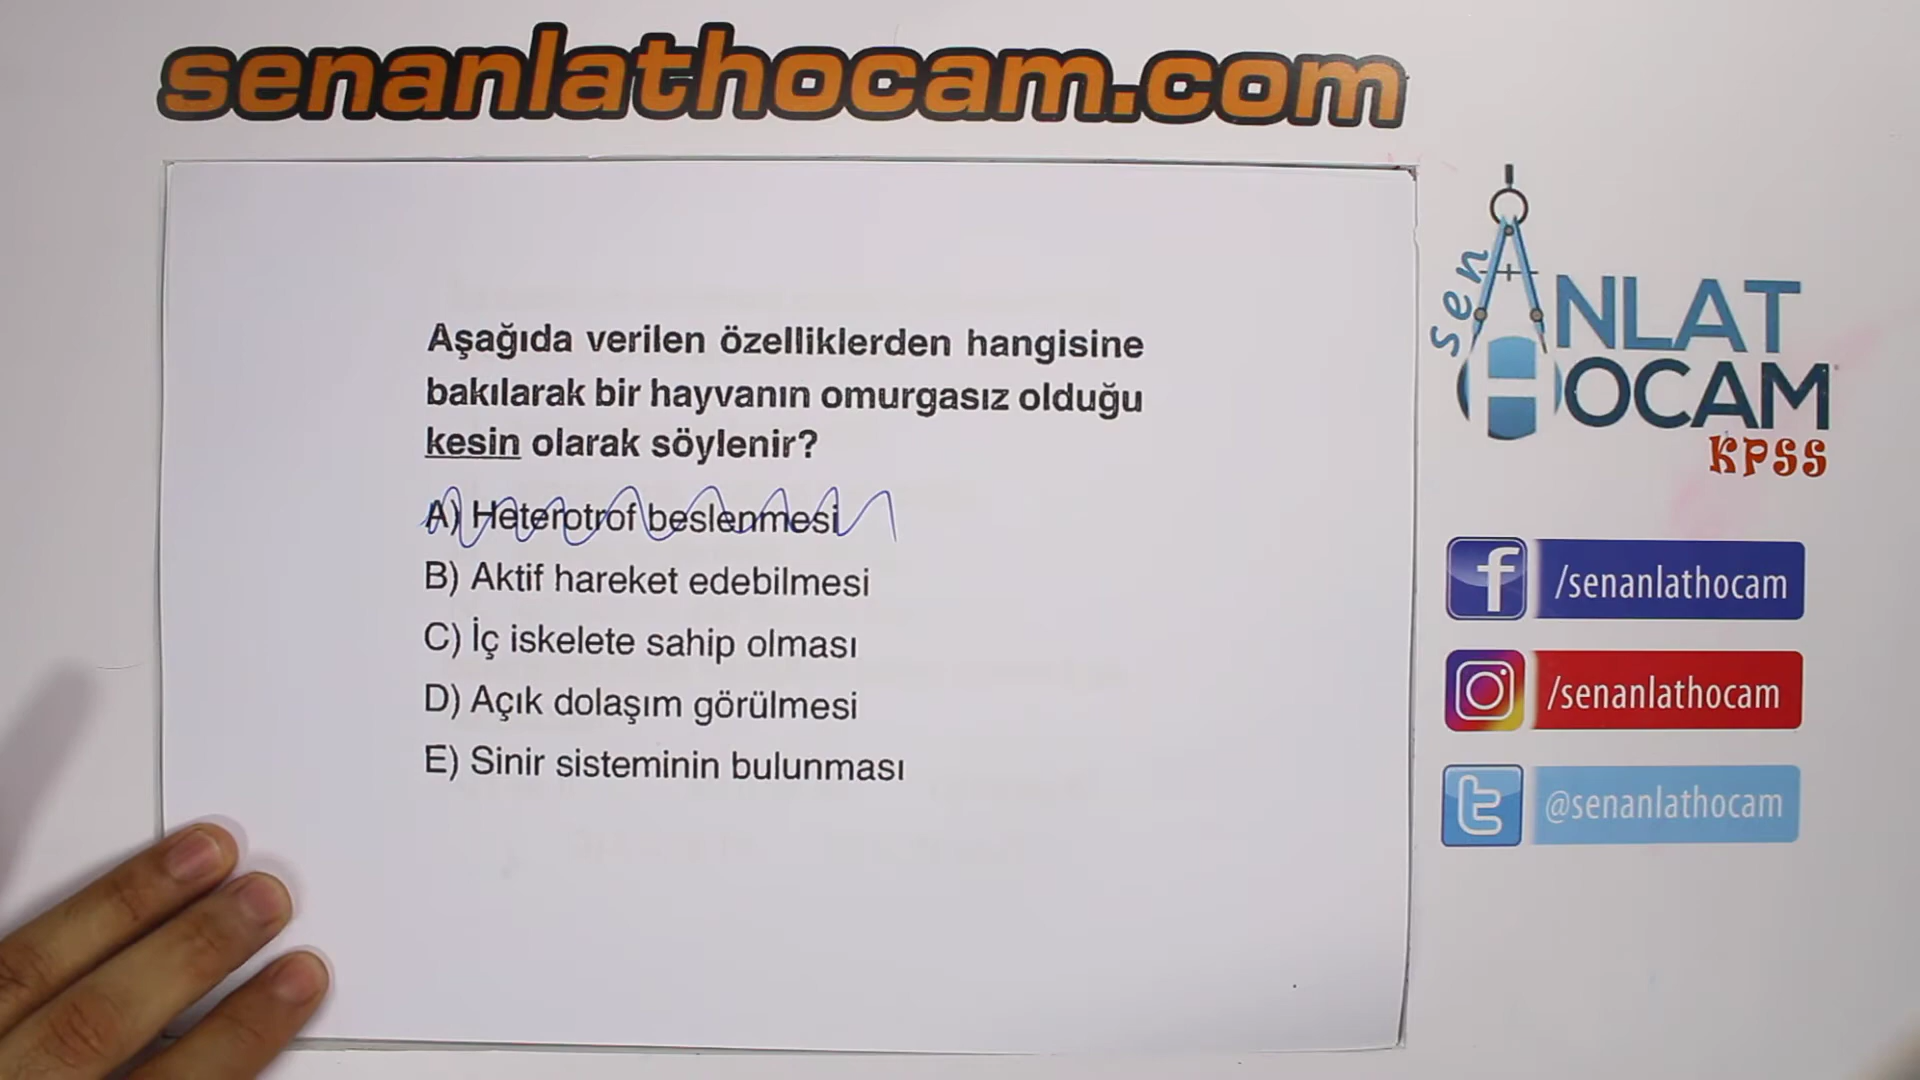 senanlathocam.com
Aşağıda verilen özelliklerden hangisine
bakılarak bir hayvanın omurgasız olduğu
kesin olarak söylenir?
A) Heterotrof beslenmesi
B) Aktif hareket edebilmesi
C) İç iskelete sahip olması
D) Açık dolaşım görülmesi
E) Sinir sisteminin bulunması
sen
ANLAT
HOCAM
KPSS
f /senanlathocam
/senanlathocam
t @senanlathocam